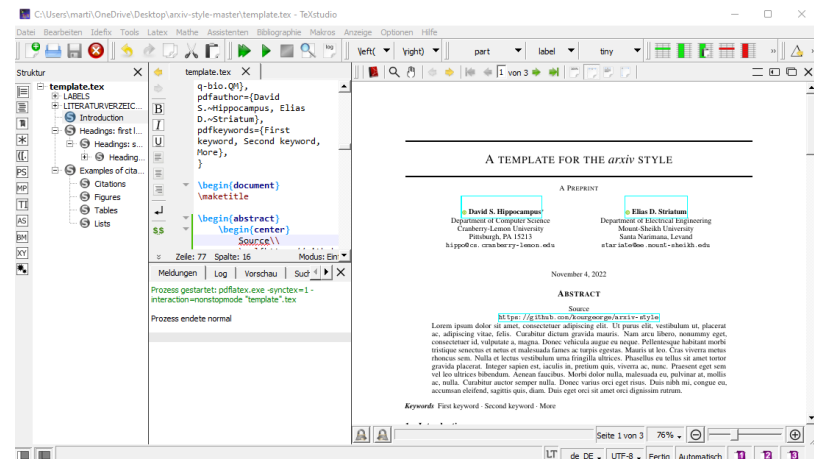 C:\Users\marti\OneDrive\Desktop\arxiv-style-master\template.tex - TeXstudio
Datei Bearbeiten Idefix Tools Latex Mathe Assistenten Bibliographie Makros Anzeige Optionen Hilfe
\left( \right) part label tiny
Struktur
template.tex
LABELS
LITERATURVERZEIC...
Introduction
Headings: first l...
Headings: s...
Heading...
Examples of cita...
Citations
Figures
Tables
Lists
template.tex
q-bio.QM},
pdfauthor={David
S.~Hippocampus, Elias
D.~Striatum},
pdfkeywords={First
keyword, Second keyword,
More},
}
\begin{document}
\maketitle
\begin{abstract}
\begin{center}
Source\\
Zeile: 77 Spalte: 16 Modus: Ein
Meldungen Log Vorschau Such
Prozess gestartet: pdflatex.exe -synctex=1 -
interaction=nonstopmode "template".tex
Prozess endete normal
1 von 3
A TEMPLATE FOR THE arxiv STYLE
A PREPRINT
David S. Hippocampus*
Department of Computer Science
Cranberry-Lemon University
Pittsburgh, PA 15213
hippo@cs.cranberry-lemon.edu
Elias D. Striatum
Department of Electrical Engineering
Mount-Sheikh University
Santa Narimana, Levand
stariate@ee.mount-sheikh.edu
November 4, 2022
ABSTRACT
Source
https://github.com/kourgeorge/arxiv-style
Lorem ipsum dolor sit amet, consectetuer adipiscing elit. Ut purus elit, vestibulum ut, placerat
ac, adipiscing vitae, felis. Curabitur dictum gravida mauris. Nam arcu libero, nonummy eget,
consectetuer id, vulputate a, magna. Donec vehicula augue eu neque. Pellentesque habitant morbi
tristique senectus et netus et malesuada fames ac turpis egestas. Mauris ut leo. Cras viverra metus
rhoncus sem. Nulla et lectus vestibulum urna fringilla ultrices. Phasellus eu tellus sit amet tortor
gravida placerat. Integer sapien est, iaculis in, pretium quis, viverra ac, nunc. Praesent eget sem
vel leo ultrices bibendum. Aenean faucibus. Morbi dolor nulla, malesuada eu, pulvinar at, mollis
ac, nulla. Curabitur auctor semper nulla. Donec varius orci eget risus. Duis nibh mi, congue eu,
accumsan eleifend, sagittis quis, diam. Duis eget orci sit amet orci dignissim rutrum.
Keywords First keyword · Second keyword · More
Seite 1 von 3 76%
LT de_DE UTF-8 Fertig Automatisch